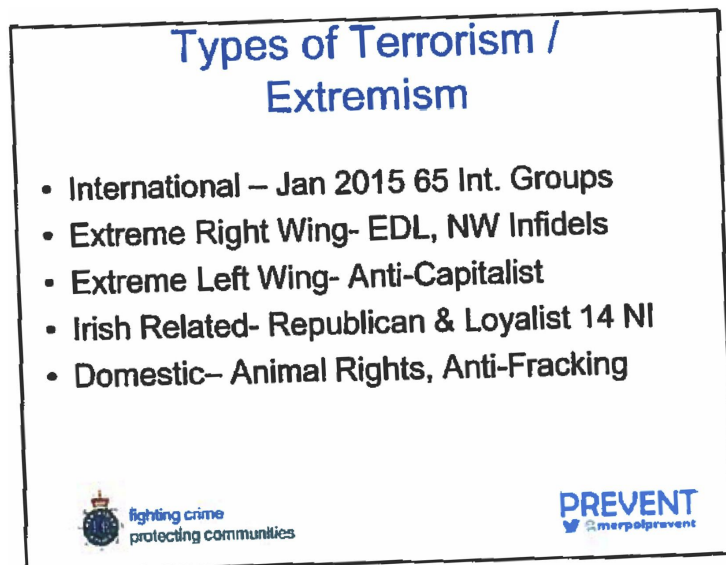 Types of Terrorism /
Extremism
• International – Jan 2015 65 Int. Groups
• Extreme Right Wing- EDL, NW Infidels
• Extreme Left Wing- Anti-Capitalist
• Irish Related- Republican & Loyalist 14 NI
• Domestic– Animal Rights, Anti-Fracking
fighting crime
protecting communities
PREVENT
@merpolprevent